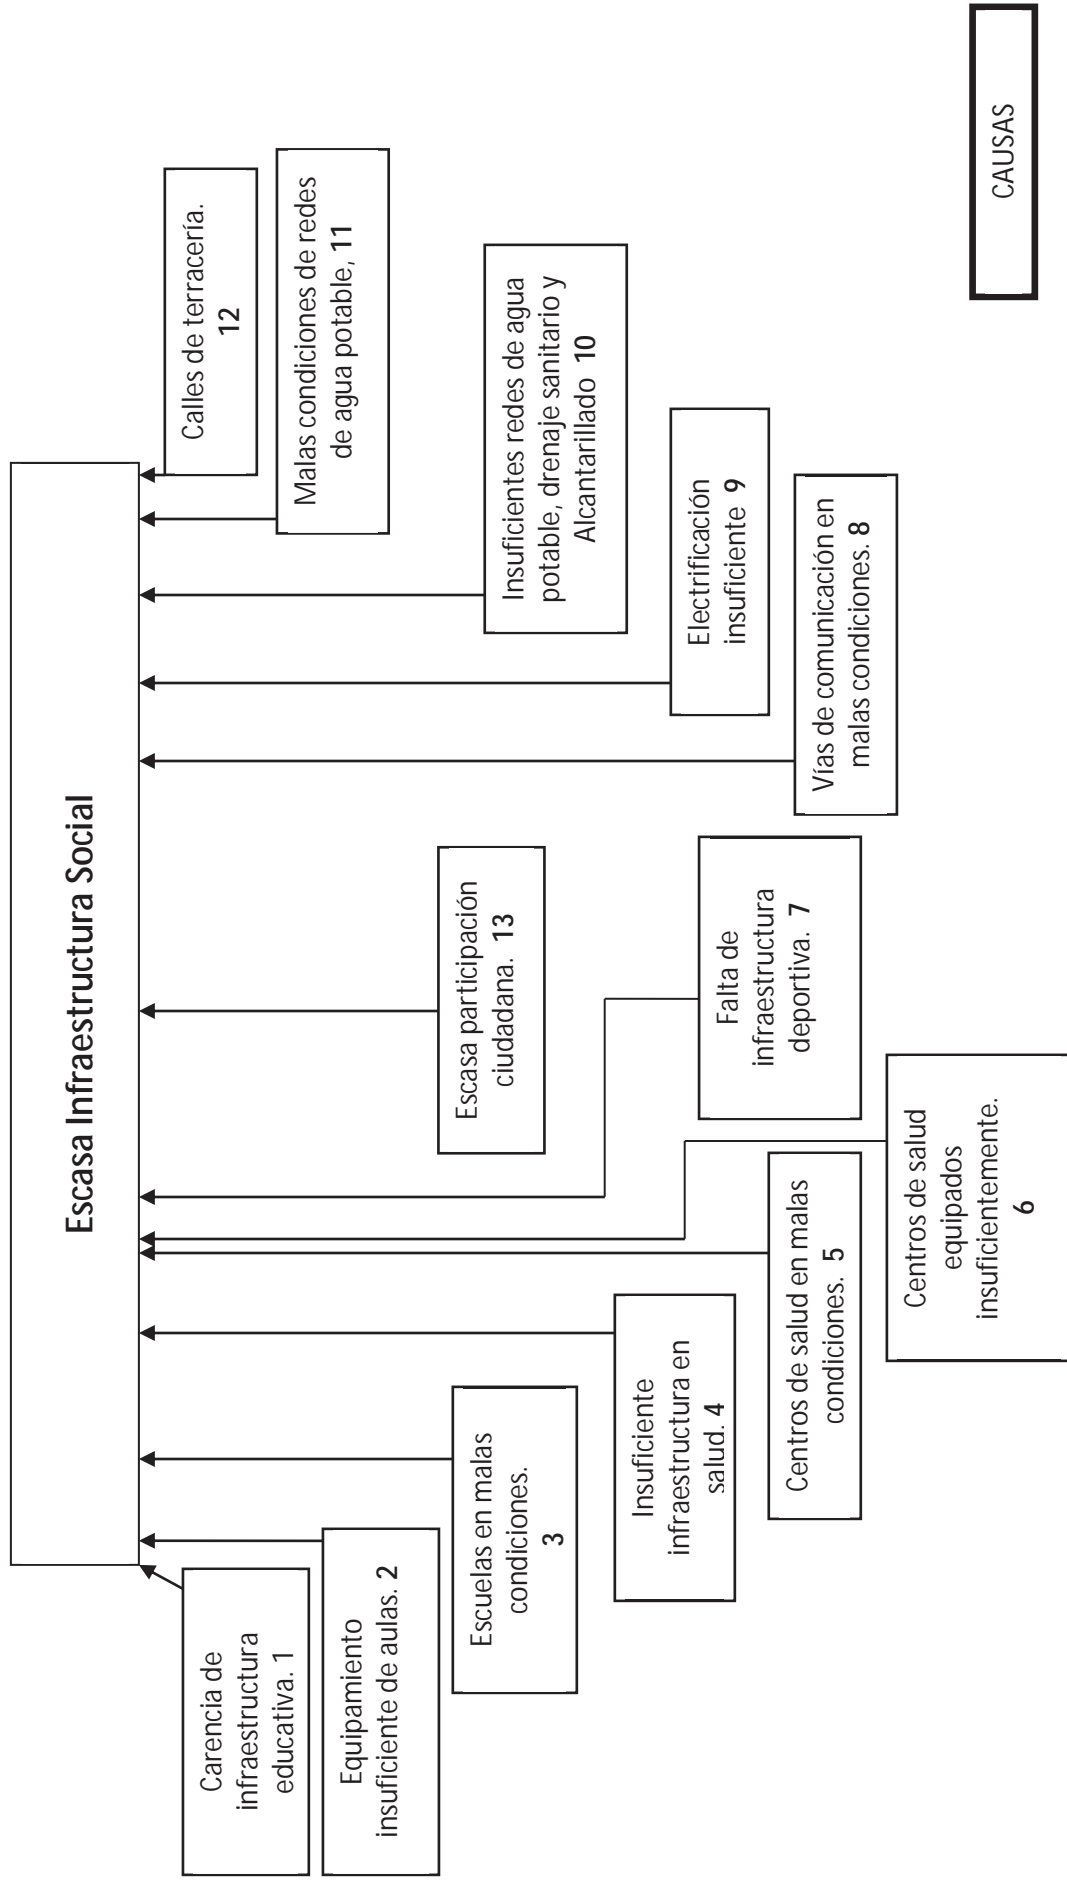 Escasa Infraestructura Social
Carencia de
infraestructura
educativa. 1
Equipamiento
insuficiente de aulas. 2
Escuelas en malas
condiciones.
3
Insuficiente
infraestructura en
salud. 4
Centros de salud en malas
condiciones. 5
Centros de salud
equipados
insuficientemente.
6
Falta de
infraestructura
deportiva. 7
Escasa participación
ciudadana. 13
Vías de comunicación en
malas condiciones. 8
Electrificación
insuficiente 9
Insuficientes redes de agua
potable, drenaje sanitario y
Alcantarillado 10
Malas condiciones de redes
de agua potable, 11
Calles de terracería.
12
CAUSAS